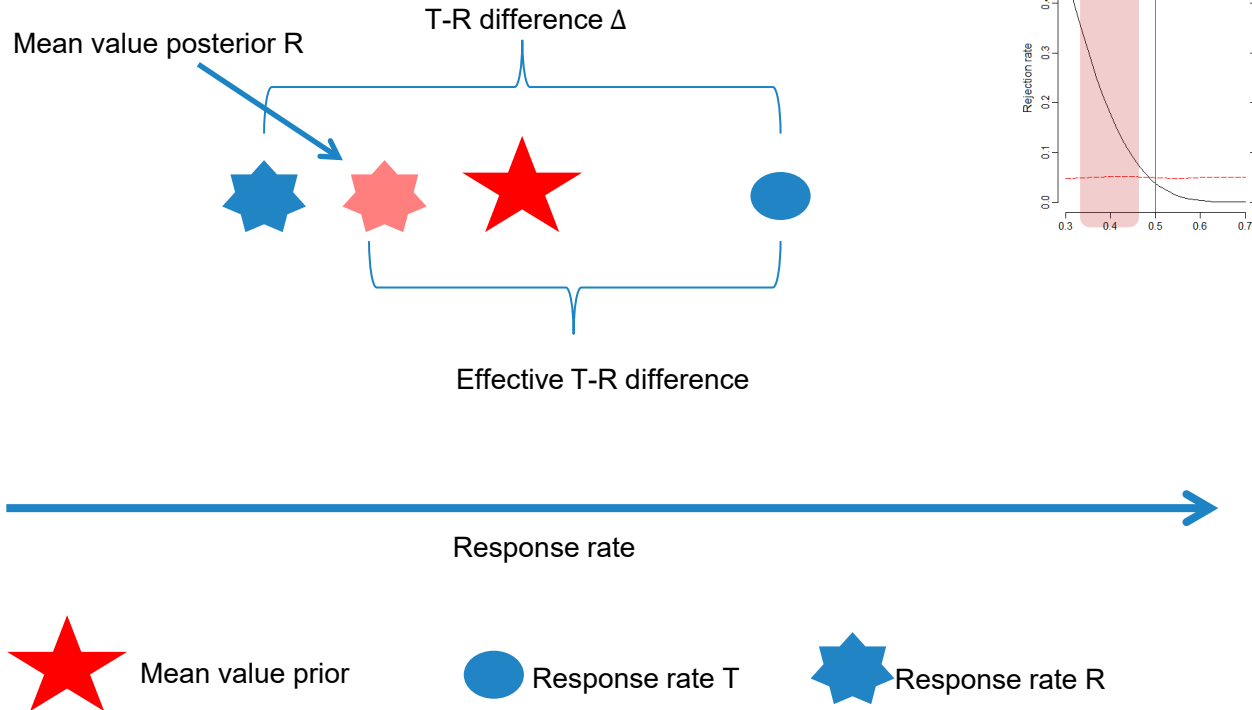 T-R difference Δ
Mean value posterior R
Effective T-R difference
Response rate
Mean value prior
Response rate T
Response rate R
Rejection rate
0.3
0.2
0.1
0.0
0.3 0.4 0.5 0.6 0.7